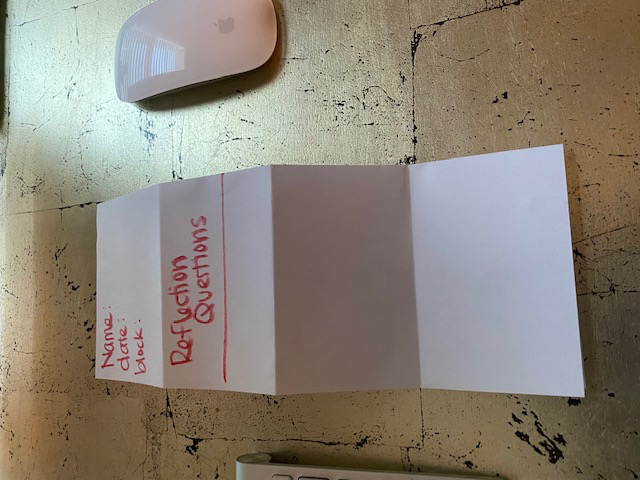 Name:
date:
block:
Reflection
Questions